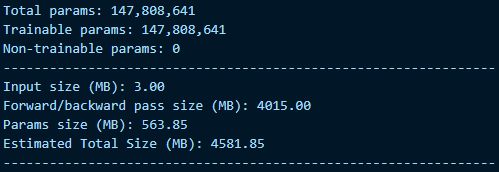 Total params: 147,808,641
Trainable params: 147,808,641
Non-trainable params: 0
----------------------------------------------------------------
Input size (MB): 3.00
Forward/backward pass size (MB): 4015.00
Params size (MB): 563.85
Estimated Total Size (MB): 4581.85
----------------------------------------------------------------